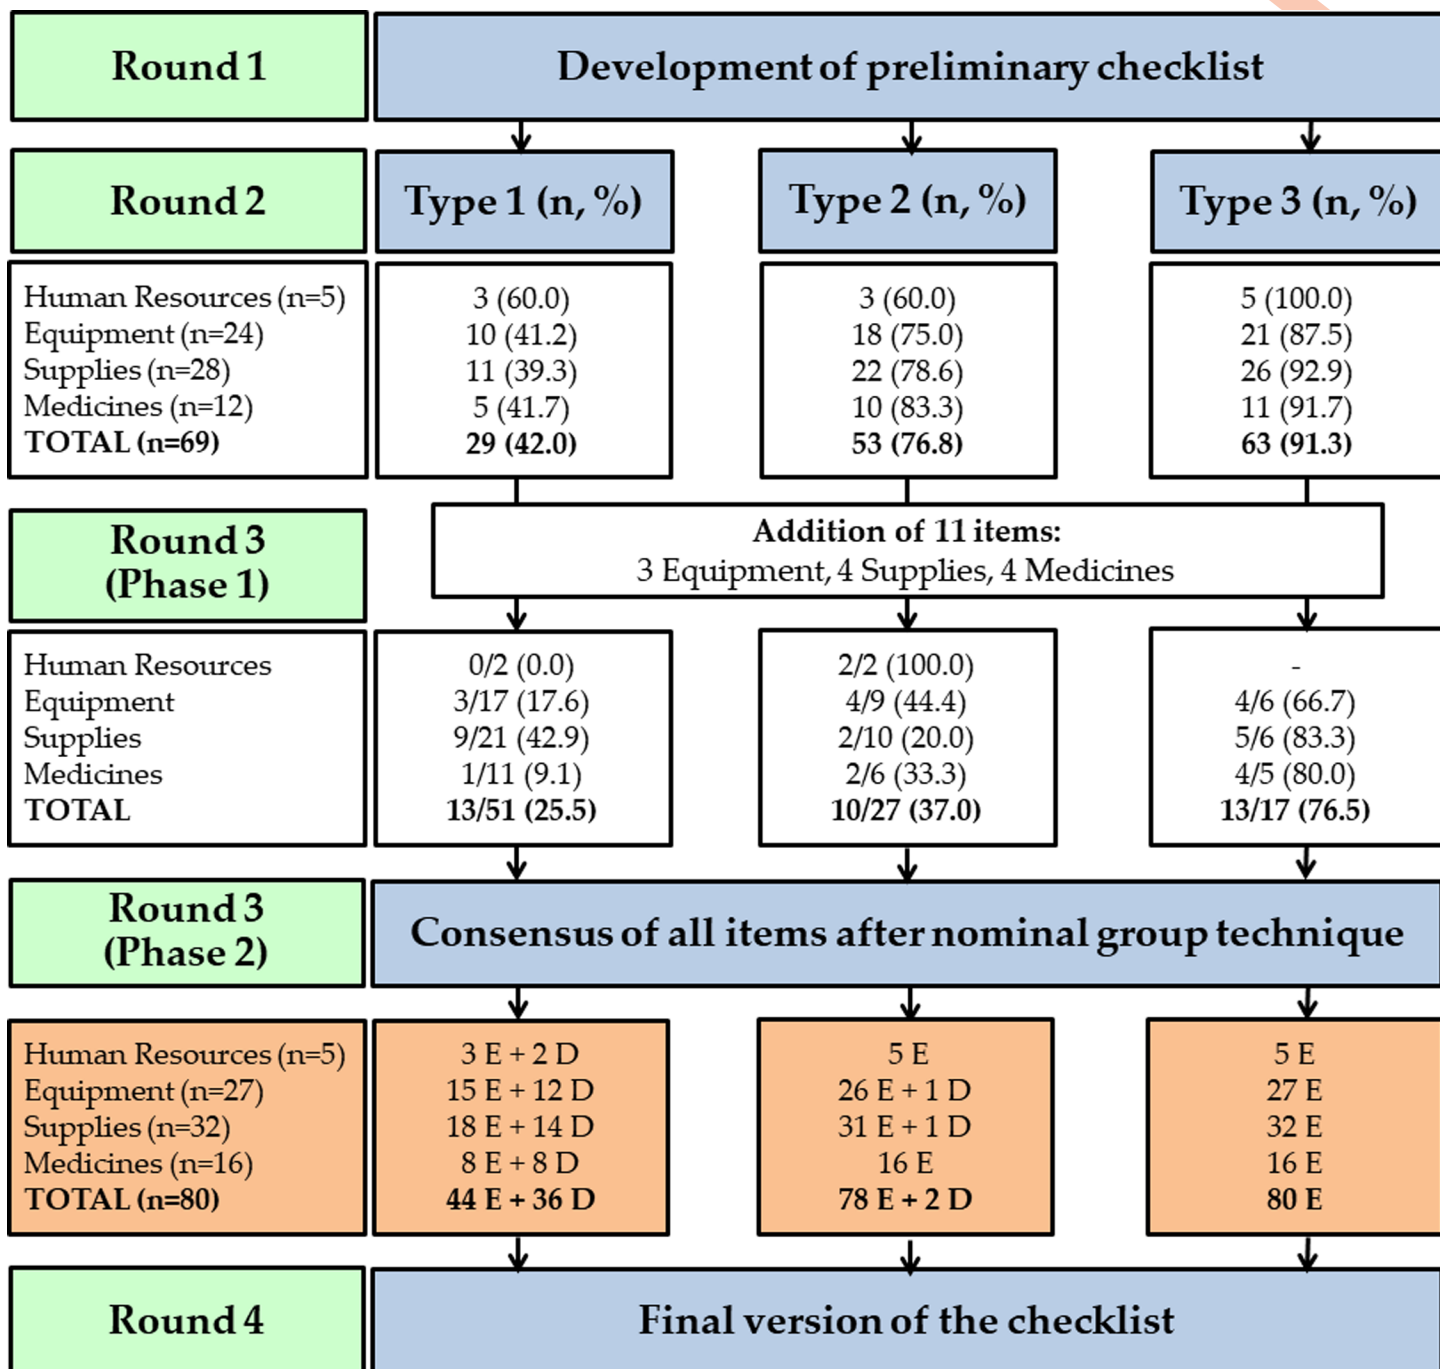 Round 1
Development of preliminary checklist
Round 2
Type 1 (n, %)
Type 2 (n, %)
Type 3 (n, %)
Human Resources (n=5)
Equipment (n=24)
Supplies (n=28)
Medicines (n=12)
TOTAL (n=69)
3 (60.0)
10 (41.2)
11 (39.3)
5 (41.7)
29 (42.0)
3 (60.0)
18 (75.0)
22 (78.6)
10 (83.3)
53 (76.8)
5 (100.0)
21 (87.5)
26 (92.9)
11 (91.7)
63 (91.3)
Round 3
(Phase 1)
Addition of 11 items:
3 Equipment, 4 Supplies, 4 Medicines
Human Resources
Equipment
Supplies
Medicines
TOTAL
0/2 (0.0)
3/17 (17.6)
9/21 (42.9)
1/11 (9.1)
13/51 (25.5)
2/2 (100.0)
4/9 (44.4)
2/10 (20.0)
2/6 (33.3)
10/27 (37.0)
-
4/6 (66.7)
5/6 (83.3)
4/5 (80.0)
13/17 (76.5)
Round 3
(Phase 2)
Consensus of all items after nominal group technique
Human Resources (n=5)
Equipment (n=27)
Supplies (n=32)
Medicines (n=16)
TOTAL (n=80)
3 E + 2 D
15 E + 12 D
18 E + 14 D
8 E + 8 D
44 E + 36 D
5 E
26 E + 1 D
31 E + 1 D
16 E
78 E + 2 D
5 E
27 E
32 E
16 E
80 E
Round 4
Final version of the checklist